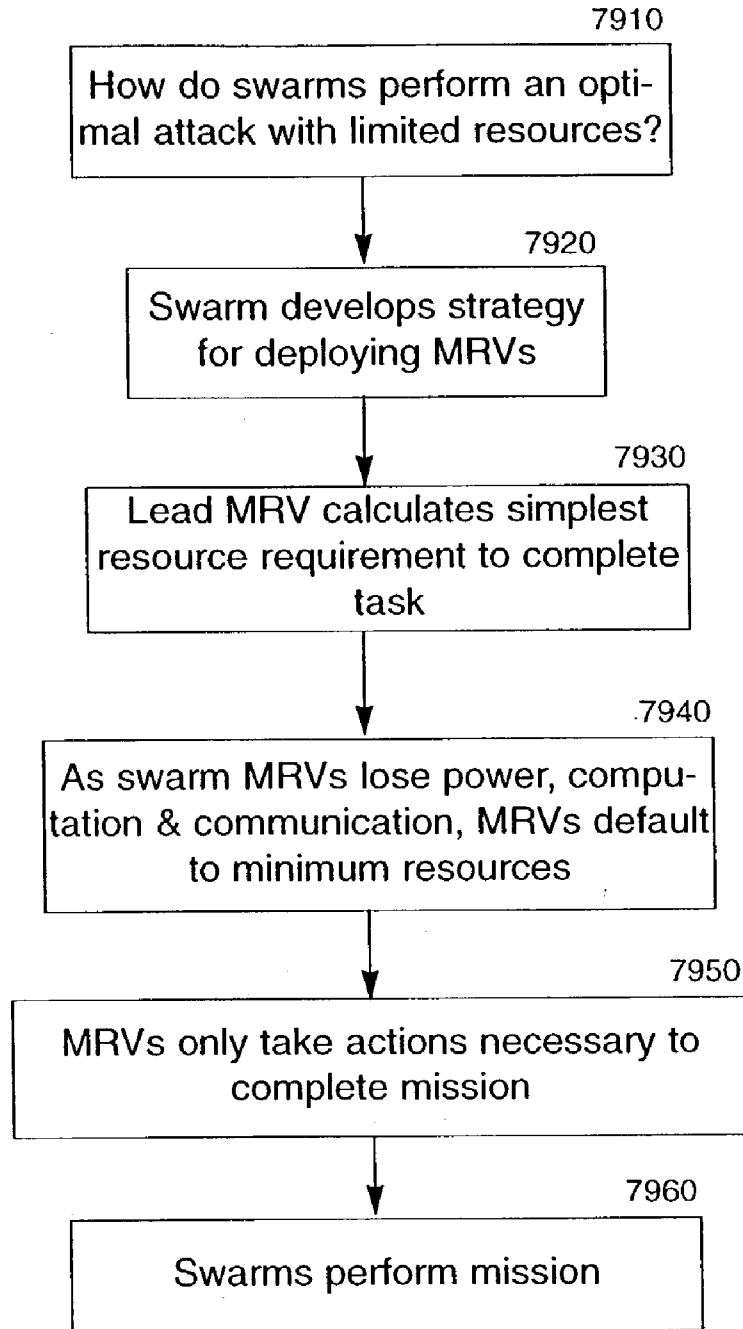 7910
How do swarms perform an opti-
mal attack with limited resources?
7920
Swarm develops strategy
for deploying MRVs
7930
Lead MRV calculates simplest
resource requirement to complete
task
7940
As swarm MRVs lose power, compu-
tation & communication, MRVs default
to minimum resources
7950
MRVs only take actions necessary to
complete mission
7960
Swarms perform mission